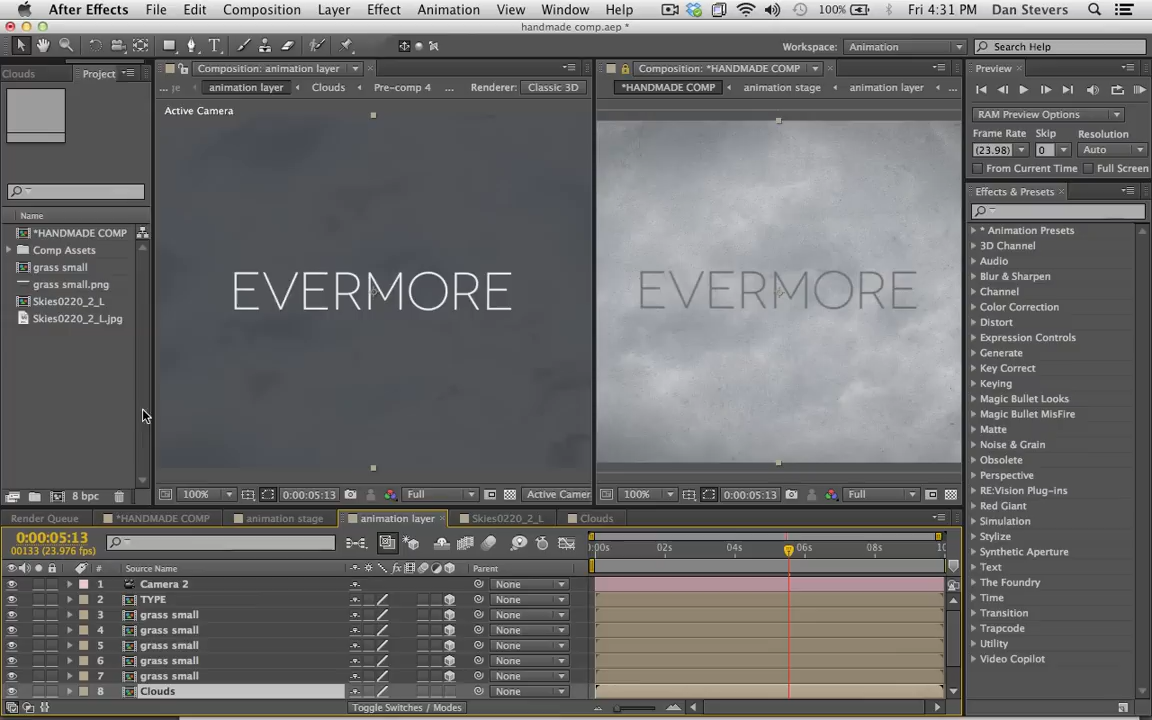 After Effects File Edit Composition Layer Effect Animation View Window Help 100% Fri 4:31 PM Dan Stevens
handmade comp.aep *
Workspace: Animation Search Help
Clouds Project Composition: animation layer Composition: *HANDMADE COMP Preview
... je animation layer Clouds Pre-comp 4 ... Renderer: Classic 3D *HANDMADE COMP animation stage animation layer ...
Active Camera
RAM Preview Options
Frame Rate Skip Resolution
(23.98) 0 Auto
From Current Time Full Screen
Effects & Presets
Name
*HANDMADE COMP
Comp Assets
grass small
grass small.png
Skies0220_2_L
Skies0220_2_L.jpg
EVERMORE
EVERMORE
* Animation Presets
3D Channel
Audio
Blur & Sharpen
Channel
Color Correction
Distort
Expression Controls
Generate
Key Correct
Keying
Magic Bullet Looks
Magic Bullet MisFire
Matte
Noise & Grain
Obsolete
Perspective
RE:Vision Plug-ins
Red Giant
Simulation
Stylize
Synthetic Aperture
Text
The Foundry
Time
Transition
Trapcode
Utility
Video Copilot
8 bpc 100% 0:00:05:13 Full Active Camer 100% 0:00:05:13 Full
Render Queue *HANDMADE COMP animation stage animation layer Skies0220_2_L Clouds
0:00:05:13
00133 (23.976 fps)
:00s 02s 04s 06s 08s 10
# Source Name fx Parent
1 Camera 2 None
2 TYPE None
3 grass small None
4 grass small None
5 grass small None
6 grass small None
7 grass small None
8 Clouds None
Toggle Switches / Modes